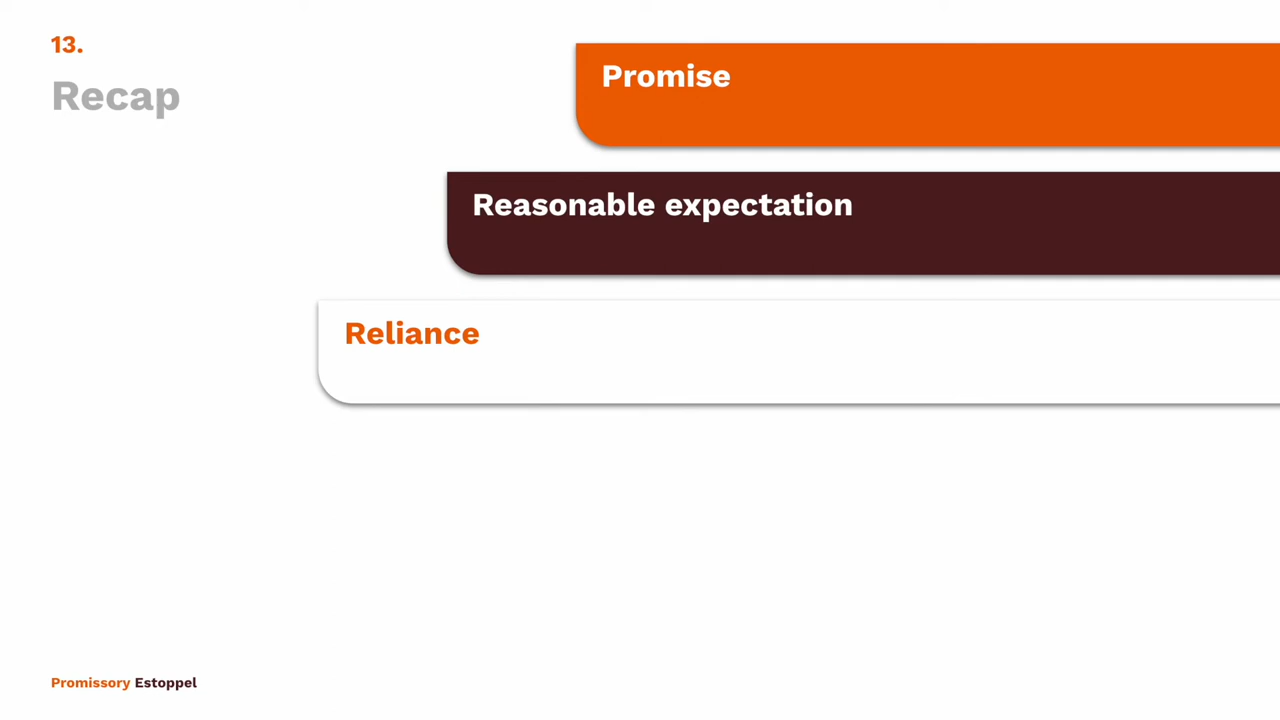 13.
Recap
Promise
Reasonable expectation
Reliance
Promissory Estoppel